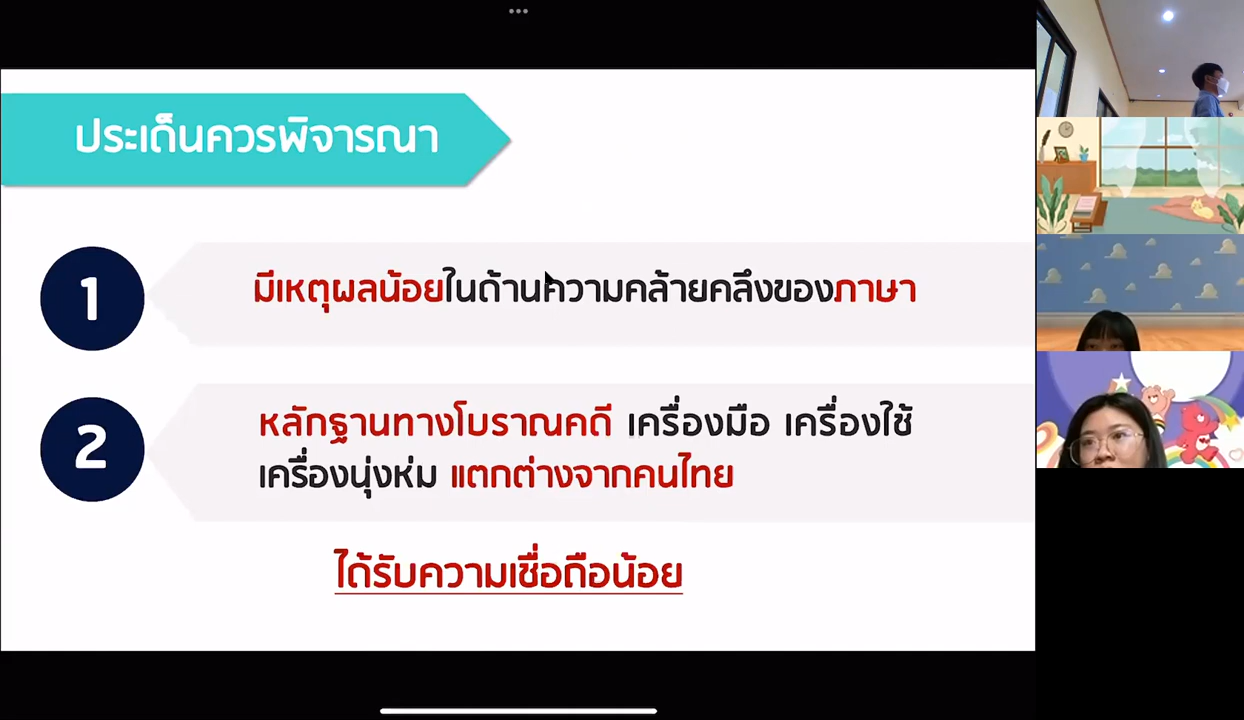 ประเด็นควรพิจารณา
1
มีเหตุผลน้อยในด้านความคล้ายคลึงของภาษา
2
หลักฐานทางโบราณคดี เครื่องมือ เครื่องใช้
เครื่องนุ่งห่ม แตกต่างจากคนไทย
ได้รับความเชื่อถือน้อย